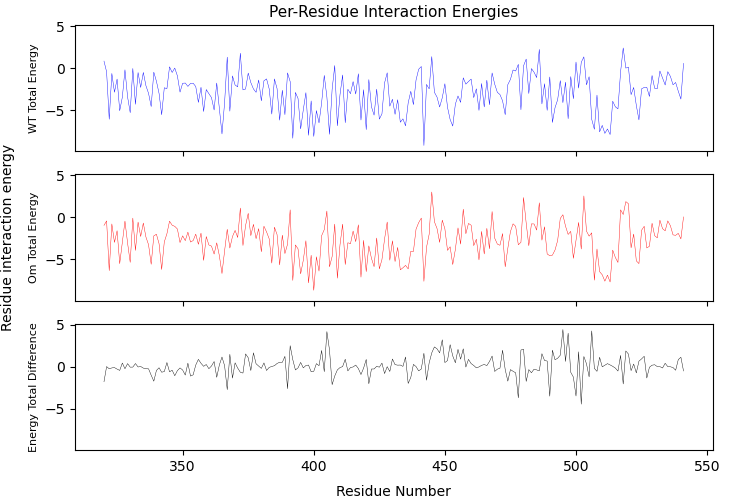 Per-Residue Interaction Energies
5
0
−5
WT Total Energy
5
0
−5
Om Total Energy
Residue interaction energy
5
0
−5
Energy Total Difference
350
400
450
500
550
Residue Number